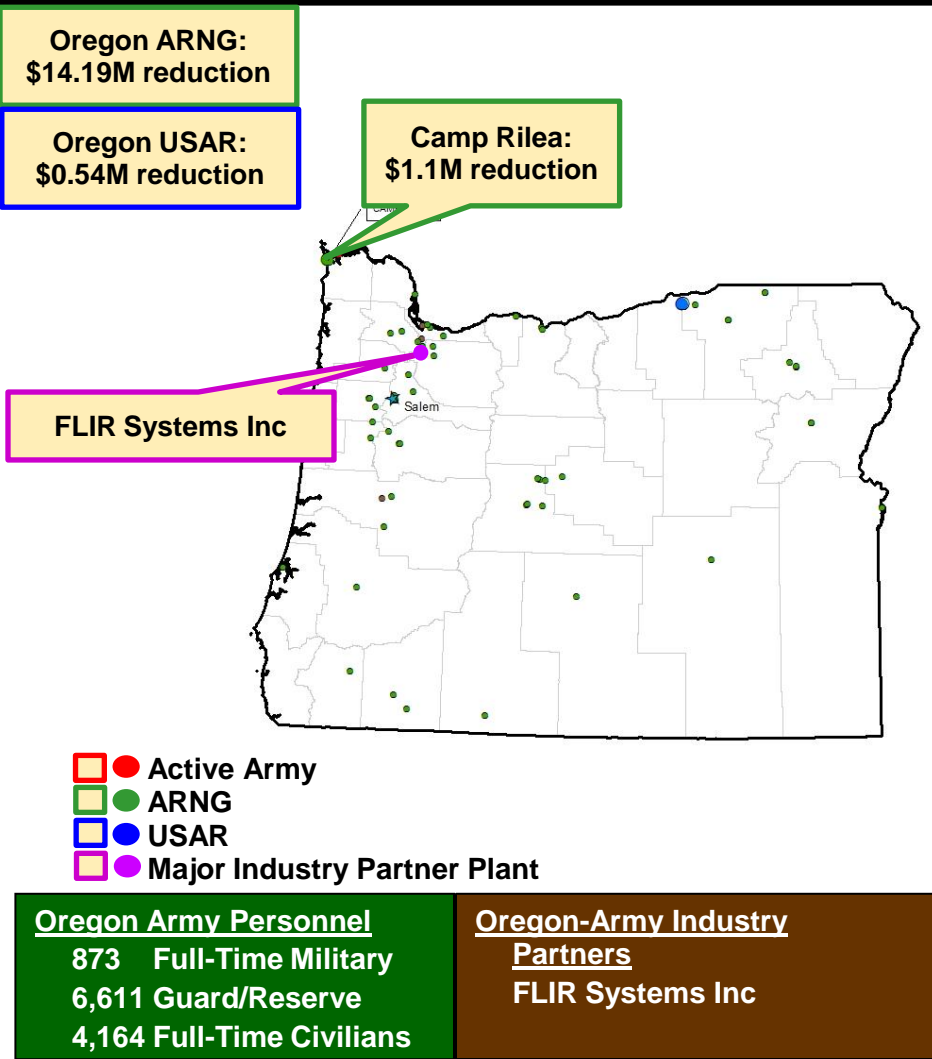 Oregon ARNG:
$14.19M reduction
Oregon USAR:
$0.54M reduction
Camp Rilea:
$1.1M reduction
FLIR Systems Inc
Salem
Active Army
ARNG
USAR
Major Industry Partner Plant
Oregon Army Personnel
873 Full-Time Military
6,611 Guard/Reserve
4,164 Full-Time Civilians
Oregon-Army Industry
Partners
FLIR Systems Inc